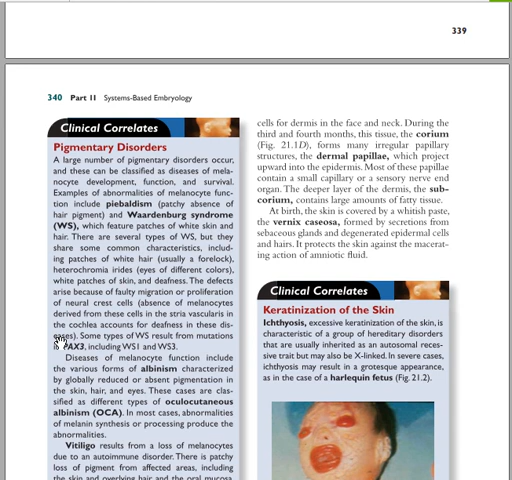 339
340 Part II Systems-Based Embryology
Clinical Correlates
Pigmentary Disorders
A large number of pigmentary disorders occur,
and these can be classified as diseases of mela-
nocyte development, function, and survival.
Examples of abnormalities of melanocyte func-
tion include piebaldism (patchy absence of
hair pigment) and Waardenburg syndrome
(WS), which feature patches of white skin and
hair. There are several types of WS, but they
share some common characteristics, includ-
ing patches of white hair (usually a forelock),
heterochromia irides (eyes of different colors),
white patches of skin, and deafness. The defects
arise because of faulty migration or proliferation
of neural crest cells (absence of melanocytes
derived from these cells in the stria vascularis in
the cochlea accounts for deafness in these dis-
eases). Some types of WS result from mutations
PAX3, including WS1 and WS3.
Diseases of melanocyte function include
the various forms of albinism characterized
by globally reduced or absent pigmentation in
the skin, hair, and eyes. These cases are clas-
sified as different types of oculocutaneous
albinism (OCA). In most cases, abnormalities
of melanin synthesis or processing produce the
abnormalities.
Vitiligo results from a loss of melanocytes
due to an autoimmune disorder. There is patchy
loss of pigment from affected areas, including
the skin and overlying hair and the oral mucosa.
cells for dermis in the face and neck. During the
third and fourth months, this tissue, the corium
(Fig. 21.1D), forms many irregular papillary
structures, the dermal papillae, which project
upward into the epidermis. Most of these papillae
contain a small capillary or a sensory nerve end
organ. The deeper layer of the dermis, the sub-
corium, contains large amounts of fatty tissue.
At birth, the skin is covered by a whitish paste,
the vernix caseosa, formed by secretions from
sebaceous glands and degenerated epidermal cells
and hairs. It protects the skin against the macerat-
ing action of amniotic fluid.
Clinical Correlates
Keratinization of the Skin
Ichthyosis, excessive keratinization of the skin, is
characteristic of a group of hereditary disorders
that are usually inherited as an autosomal reces-
sive trait but may also be X-linked. In severe cases,
ichthyosis may result in a grotesque appearance,
as in the case of a harlequin fetus (Fig. 21.2).